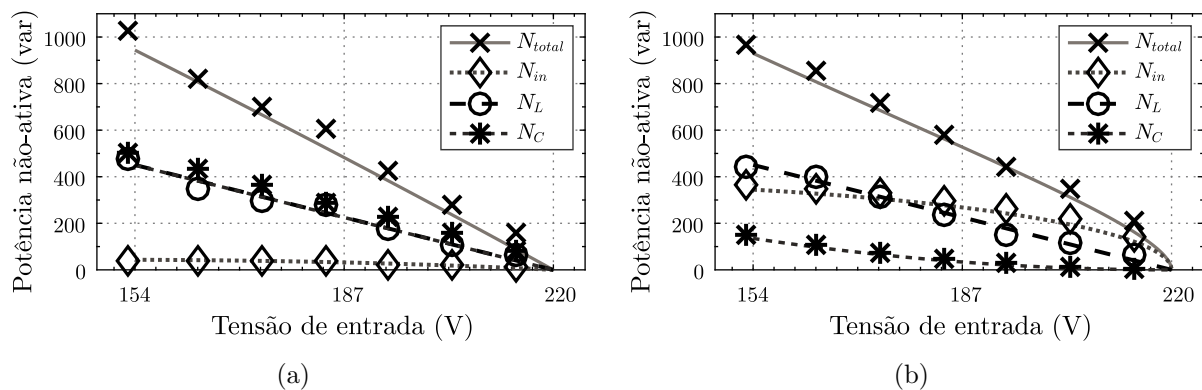 Potência não-ativa (var)
1000
800
600
400
200
0
154
187
220
Tensão de entrada (V)
N_total
N_in
N_L
N_C
(a)
Potência não-ativa (var)
1000
800
600
400
200
0
154
187
220
Tensão de entrada (V)
N_total
N_in
N_L
N_C
(b)